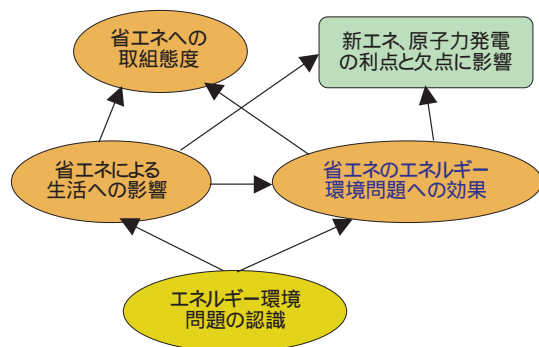 省エネへの
取組態度
新エネ、原子力発電
の利点と欠点に影響
省エネによる
生活への影響
省エネのエネルギー
環境問題への効果
エネルギー環境
問題の認識